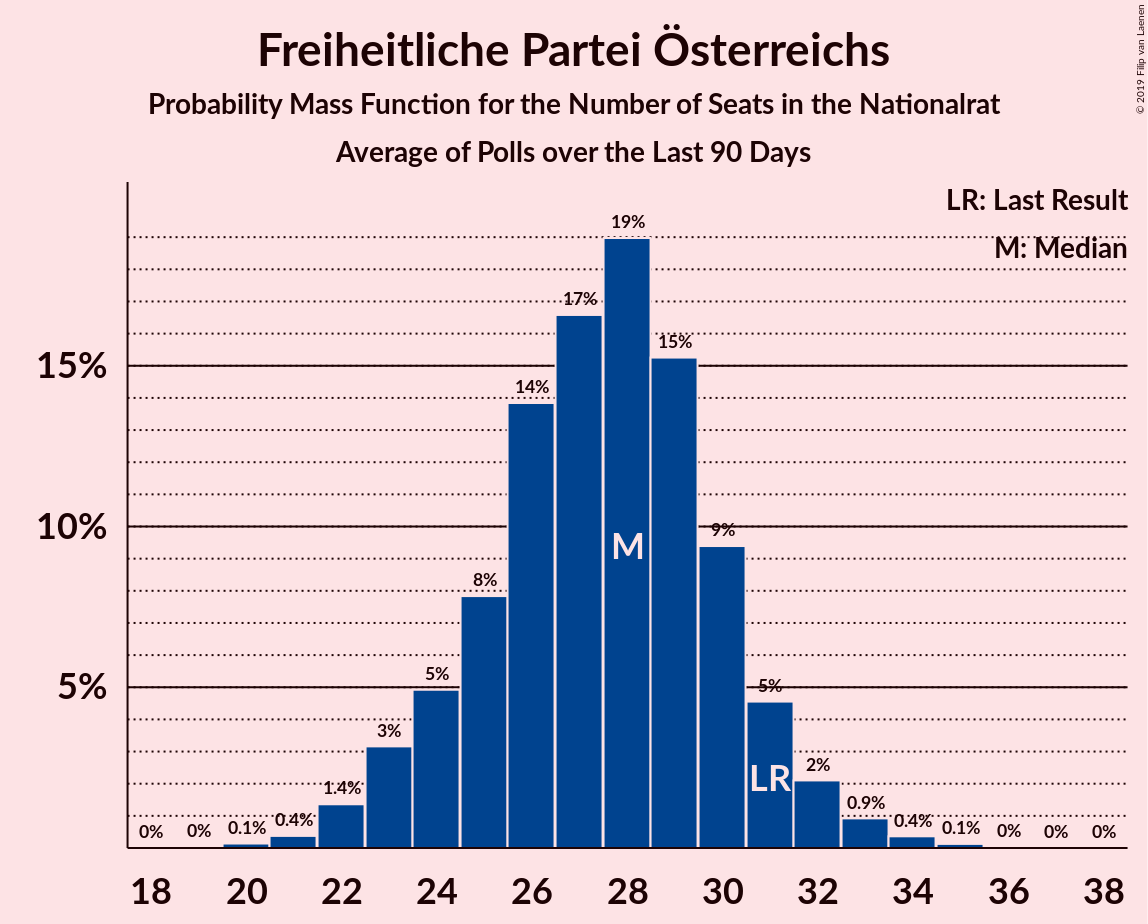 Freiheitliche Partei Österreichs
Probability Mass Function for the Number of Seats in the Nationalrat
Average of Polls over the Last 90 Days
© 2019 Filip van Laenen
LR: Last Result
M: Median
15%
10%
5%
0%
0%
0.1%
0.4%
1.4%
3%
5%
8%
14%
17%
19%
15%
9%
5%
2%
0.9%
0.4%
0.1%
0%
0%
0%
M
LR
18 20 22 24 26 28 30 32 34 36 38